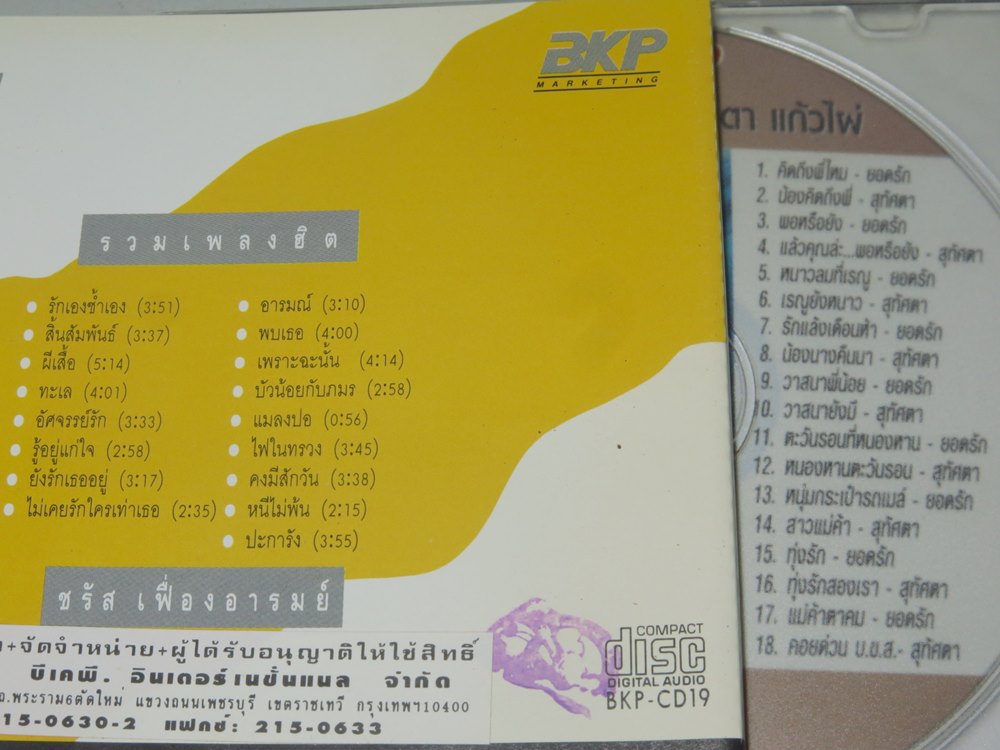 BKP
MARKETING
รวมเพลงฮิต
รักเองช้ำเอง (3:51)
สิ้นสัมพันธ์ (3:37)
ผีเสื้อ (5:14)
ทะเล (4:01)
อัศจรรย์รัก (3:33)
รู้อยู่แก่ใจ (2:58)
ยังรักเธออยู่ (3:17)
ไม่เคยรักใครเท่าเธอ (2:35)
อารมณ์ (3:10)
พบเธอ (4:00)
เพราะฉะนั้น (4:14)
บัวน้อยกับภมร (2:58)
แมลงปอ (0:56)
ไฟในทรวง (3:45)
คงมีสักวัน (3:38)
หนีไม่พ้น (2:15)
ปะการัง (3:55)
ชรัส เฟื่องอารมย์
+จัดจำหน่าย+ผู้ได้รับอนุญาติให้ใช้สิทธิ์
บีเคพี. อินเตอร์เนชั่นแนล จำกัด
ถ.พระราม6ตัดใหม่ แขวงถนนเพชรบุรี เขตราชเทวี กรุงเทพฯ10400
15-0630-2 แฟกซ์: 215-0633
COMPACT
disc
DIGITAL AUDIO
BKP-CD19
ตา แก้วไผ่
1. คิดถึงพี่ไหม - ยอดรัก
2. น้องคิดถึงพี่ - สุทัศตา
3. พอหรือยัง - ยอดรัก
4. แล้วคุณล่ะ...พอหรือยัง - สุทัศตา
5. หนาวลมที่เรณู - ยอดรัก
6. เรณูยังหนาว - สุทัศตา
7. รักแล้งเดือนห้า - ยอดรัก
8. น้องนางคืนนา - สุทัศตา
9. วาสนาพี่น้อย - ยอดรัก
10. วาสนายังมี - สุทัศตา
11. ตะวันรอนที่หนองหาน - ยอดรัก
12. หนองหานตะวันรอน - สุทัศตา
13. หนุ่มกระเป๋ารถเมล์ - ยอดรัก
14. สาวแม่ค้า - สุทัศตา
15. ทุ่งรัก - ยอดรัก
16. ทุ่งรักสองเรา - สุทัศตา
17. แม่ค้าตาคม - ยอดรัก
18. คอยด่วน บ.ข.ส.- สุทัศตา